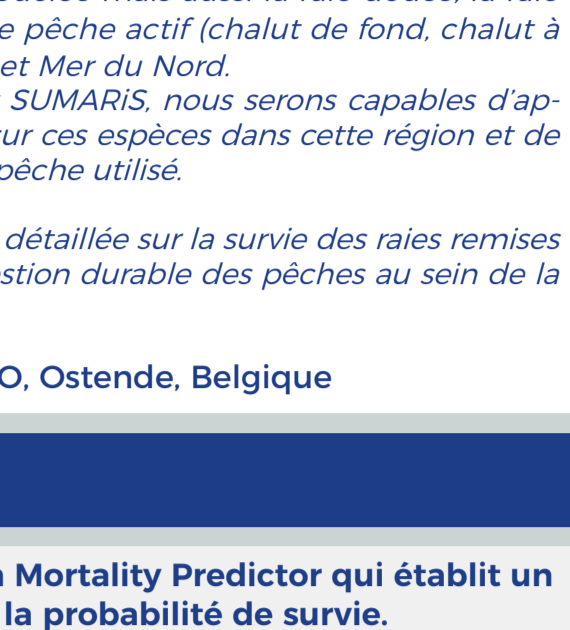 e pêche actif (chalut de fond, chalut à
et Mer du Nord.
SUMARiS, nous serons capables d'ap-
sur ces espèces dans cette région et de
pêche utilisé.
détaillée sur la survie des raies remises
estion durable des pêches au sein de la
O, Ostende, Belgique
Mortality Predictor qui établit un
la probabilité de survie.